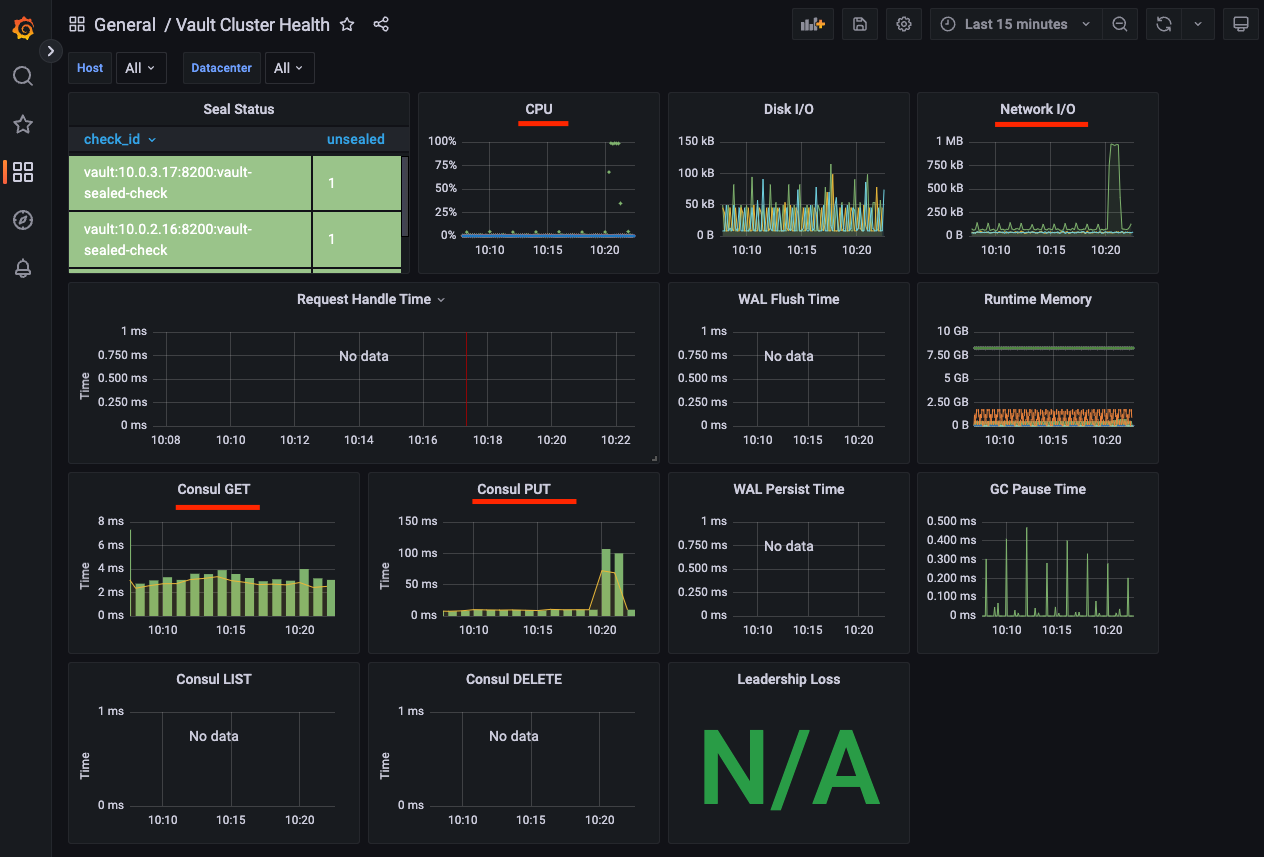 General / Vault Cluster Health
Last 15 minutes
Host All Datacenter All
Seal Status
check_id unsealed
vault:10.0.3.17:8200:vault-
sealed-check
1
vault:10.0.2.16:8200:vault-
sealed-check
1
CPU
100%
75%
50%
25%
0%
10:10 10:15 10:20
Disk I/O
150 kB
100 kB
50 kB
0 B
10:10 10:15 10:20
Network I/O
1 MB
750 kB
500 kB
250 kB
0 B
10:10 10:15 10:20
Request Handle Time
Time
1 ms
0.750 ms
0.500 ms
0.250 ms
0 ms
No data
10:08 10:10 10:12 10:14 10:16 10:18 10:20 10:22
WAL Flush Time
1 ms
0.750 ms
0.500 ms
0.250 ms
0 ms
No data
10:10 10:15 10:20
Runtime Memory
10 GB
7.50 GB
5 GB
2.50 GB
0 B
10:10 10:15 10:20
Consul GET
Time
8 ms
6 ms
4 ms
2 ms
0 ms
10:10 10:15 10:20
Consul PUT
Time
150 ms
100 ms
50 ms
0 ms
10:10 10:15 10:20
WAL Persist Time
1 ms
0.750 ms
0.500 ms
0.250 ms
0 ms
No data
10:10 10:15 10:20
GC Pause Time
0.500 ms
0.400 ms
0.300 ms
0.200 ms
0.100 ms
0 ms
10:10 10:15 10:20
Consul LIST
Time
1 ms
0 ms
No data
10:10 10:15 10:20
Consul DELETE
Time
1 ms
0 ms
No data
10:10 10:15 10:20
Leadership Loss
N/A